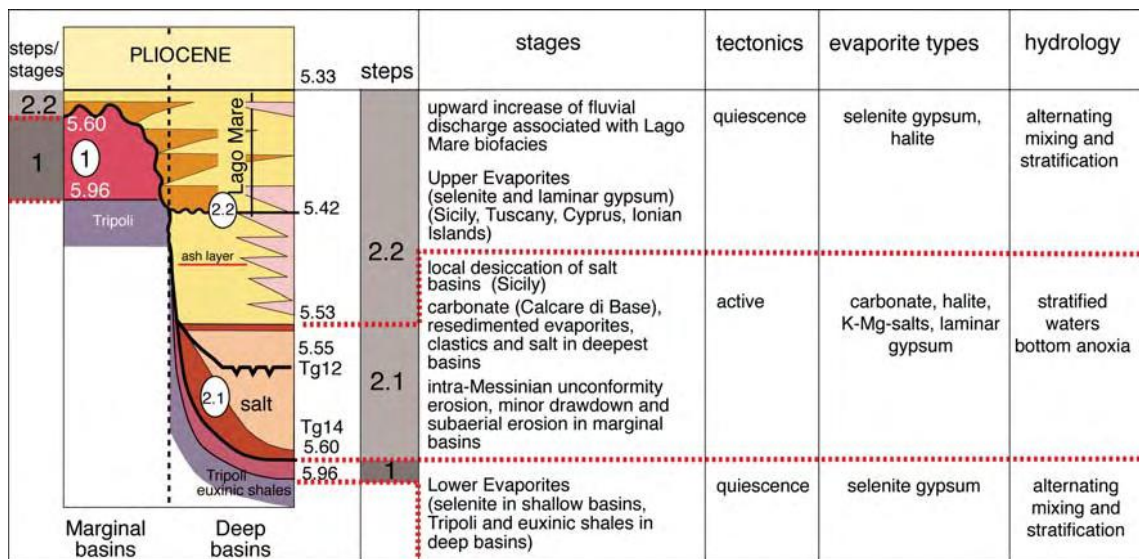 steps/
stages
PLIOCENE
5.33
steps
stages
tectonics
evaporite types
hydrology
2.2
1
5.60
1
5.96
Tripoli
Lago Mare
2.2
5.42
ash layer
5.53
5.55
Tg12
2.1
salt
Tg14
5.60
5.96
Tripoli
euxinic shales
Marginal
basins
Deep
basins
2.2
2.1
1
upward increase of fluvial
discharge associated with Lago
Mare biofacies
Upper Evaporites
(selenite and laminar gypsum)
(Sicily, Tuscany, Cyprus, Ionian
Islands)
quiescence
selenite gypsum,
halite
alternating
mixing and
stratification
local desiccation of salt
basins (Sicily)
carbonate (Calcare di Base),
resedimented evaporites,
clastics and salt in deepest
basins
intra-Messinian unconformity
erosion, minor drawdown and
subaerial erosion in marginal
basins
active
carbonate, halite,
K-Mg-salts, laminar
gypsum
stratified
waters
bottom anoxia
Lower Evaporites
(selenite in shallow basins,
Tripoli and euxinic shales in
deep basins)
quiescence
selenite gypsum
alternating
mixing and
stratification